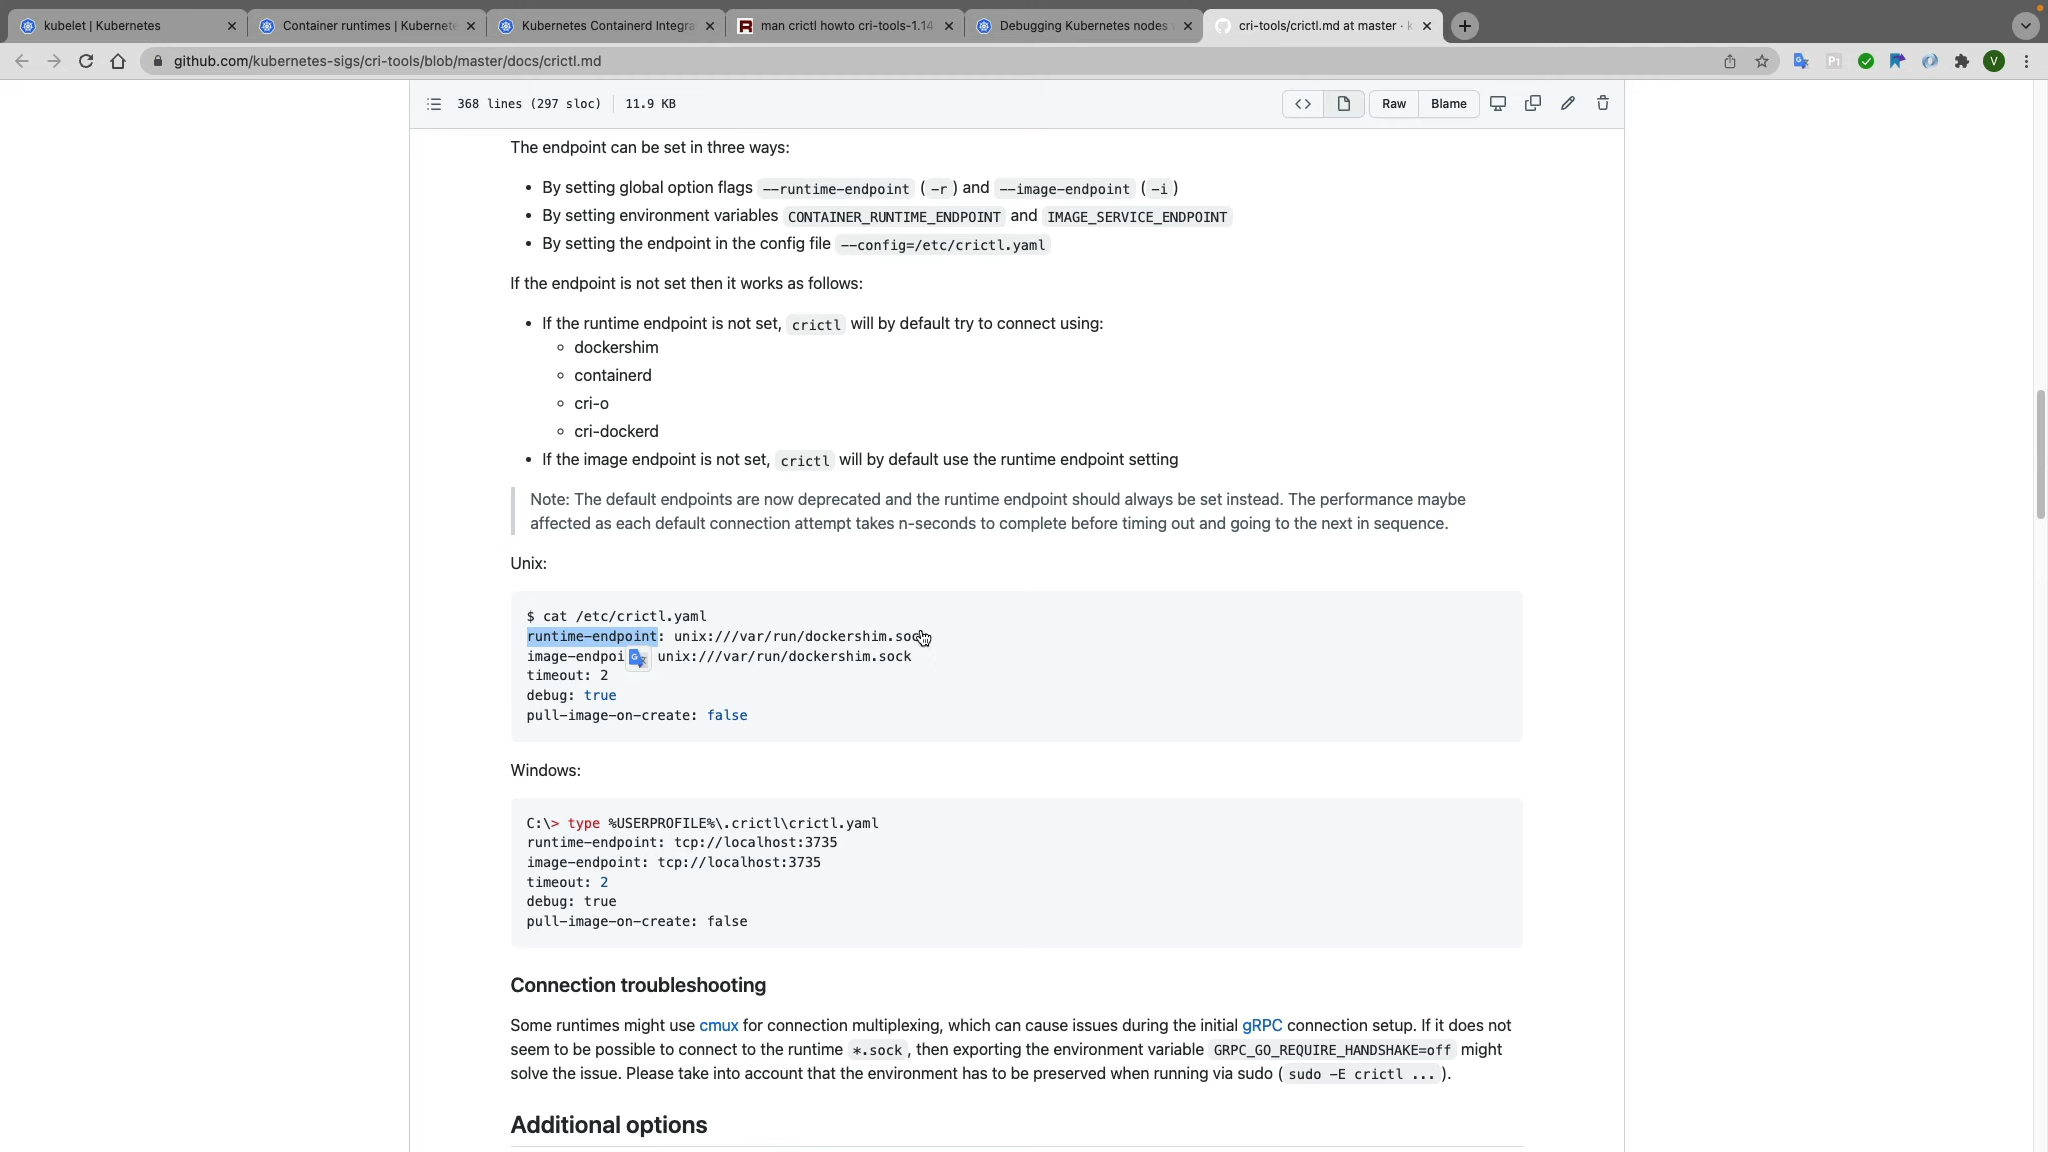 kubelet | Kubernetes
Container runtimes | Kubernete
Kubernetes Containerd Integra
man crictl howto cri-tools-1.14
Debugging Kubernetes nodes
cri-tools/crictl.md at master · k
github.com/kubernetes-sigs/cri-tools/blob/master/docs/crictl.md
V
368 lines (297 sloc) 11.9 KB
Raw Blame
The endpoint can be set in three ways:
• By setting global option flags --runtime-endpoint ( -r ) and --image-endpoint ( -i )
• By setting environment variables CONTAINER_RUNTIME_ENDPOINT and IMAGE_SERVICE_ENDPOINT
• By setting the endpoint in the config file --config=/etc/crictl.yaml
If the endpoint is not set then it works as follows:
• If the runtime endpoint is not set, crictl will by default try to connect using:
dockershim
containerd
cri-o
cri-dockerd
• If the image endpoint is not set, crictl will by default use the runtime endpoint setting
Note: The default endpoints are now deprecated and the runtime endpoint should always be set instead. The performance maybe
affected as each default connection attempt takes n-seconds to complete before timing out and going to the next in sequence.
Unix:
$ cat /etc/crictl.yaml
runtime-endpoint: unix:///var/run/dockershim.sock
image-endpoi unix:///var/run/dockershim.sock
timeout: 2
debug: true
pull-image-on-create: false
Windows:
C:\> type %USERPROFILE%\.crictl\crictl.yaml
runtime-endpoint: tcp://localhost:3735
image-endpoint: tcp://localhost:3735
timeout: 2
debug: true
pull-image-on-create: false
Connection troubleshooting
Some runtimes might use cmux for connection multiplexing, which can cause issues during the initial gRPC connection setup. If it does not
seem to be possible to connect to the runtime *.sock , then exporting the environment variable GRPC_GO_REQUIRE_HANDSHAKE=off might
solve the issue. Please take into account that the environment has to be preserved when running via sudo ( sudo -E crictl ... ).
Additional options